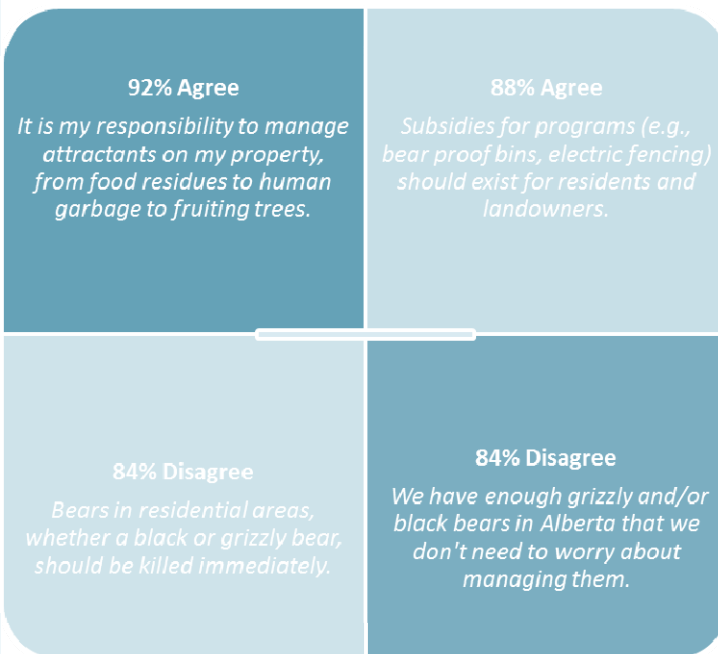 92% Agree
It is my responsibility to manage
attractants on my property,
from food residues to human
garbage to fruiting trees.
88% Agree
Subsidies for programs (e.g.,
bear proof bins, electric fencing)
should exist for residents and
landowners.
84% Disagree
Bears in residential areas,
whether a black or grizzly bear,
should be killed immediately.
84% Disagree
We have enough grizzly and/or
black bears in Alberta that we
don't need to worry about
managing them.